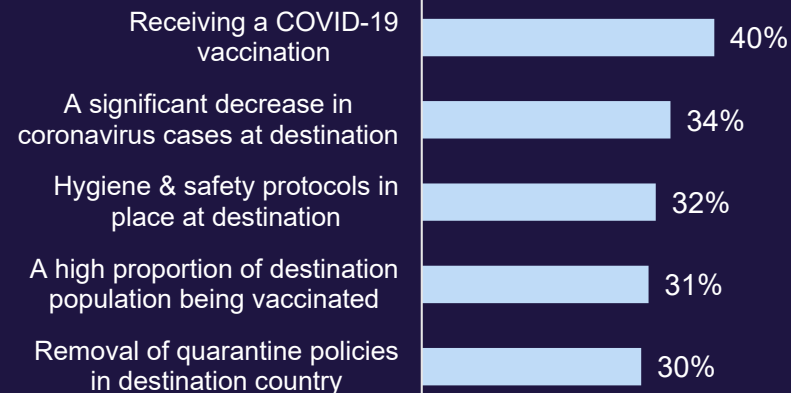 Receiving a COVID-19
vaccination
40%
A significant decrease in
coronavirus cases at destination
34%
Hygiene & safety protocols in
place at destination
32%
A high proportion of destination
population being vaccinated
31%
Removal of quarantine policies
in destination country
30%